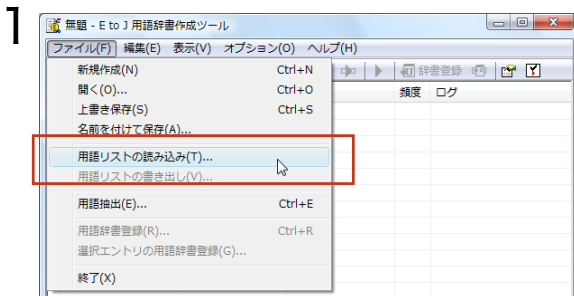 1
無題 - E to J 用語辞書作成ツール
ファイル(F) 編集(E) 表示(V) オプション(O) ヘルプ(H)
新規作成(N) Ctrl+N
辞書登録
開く(O)... Ctrl+O
頻度 ログ
上書き保存(S) Ctrl+S
名前を付けて保存(A)...
用語リストの読み込み(T)...
用語リストの書き出し(V)...
用語抽出(E)... Ctrl+E
用語辞書登録(R)... Ctrl+R
選択エントリの用語辞書登録(G)...
終了(X)